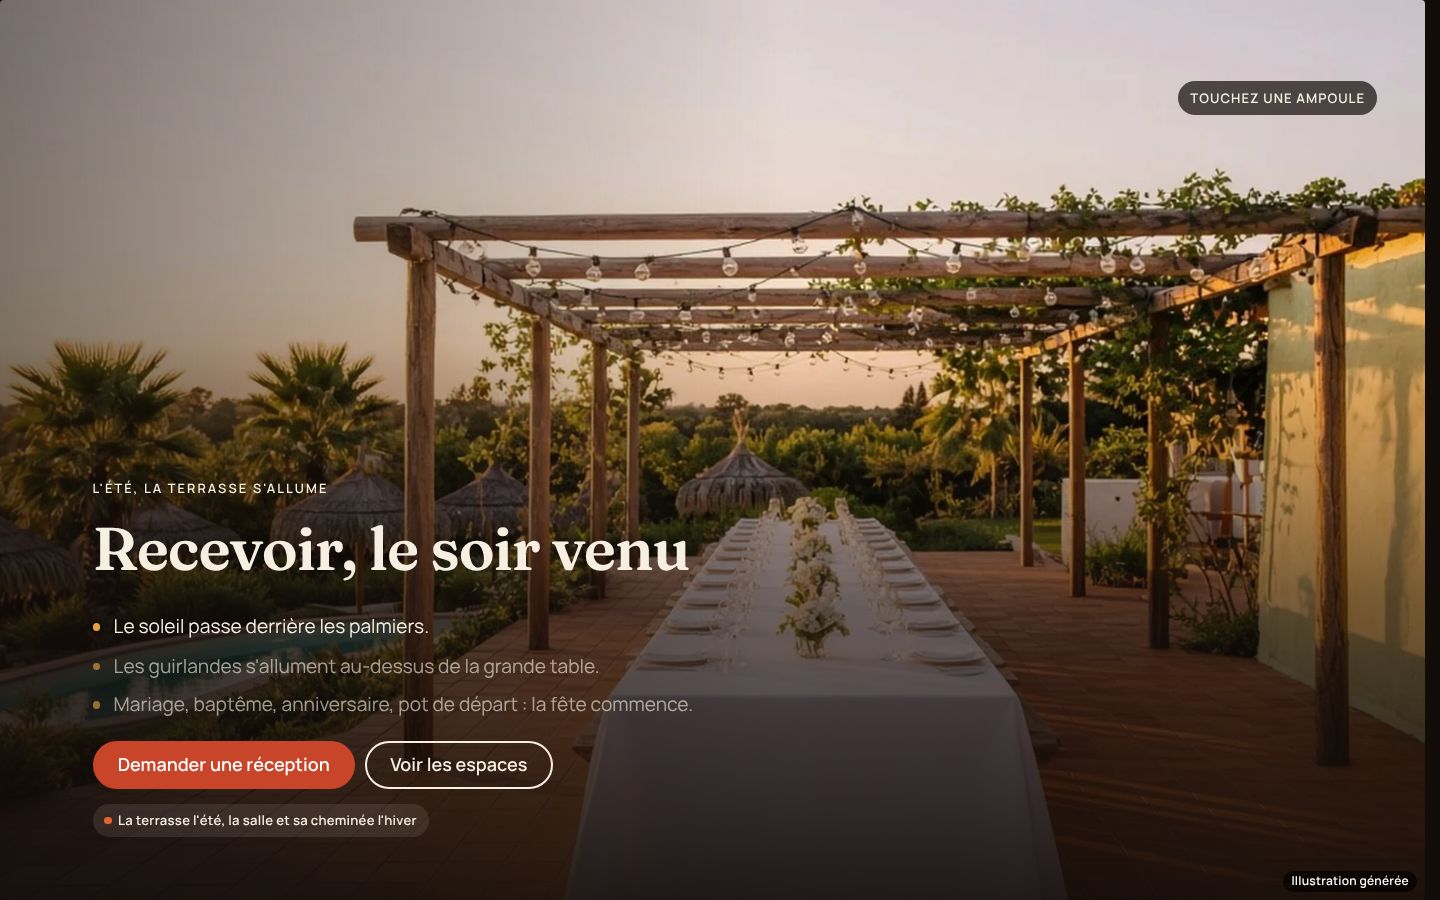 TOUCHEZ UNE AMPOULE
L'ÉTÉ, LA TERRASSE S'ALLUME
Recevoir, le soir venu
Le soleil passe derrière les palmiers.
Les guirlandes s'allument au-dessus de la grande table.
Mariage, baptême, anniversaire, pot de départ : la fête commence.
Demander une réception
Voir les espaces
La terrasse l'été, la salle et sa cheminée l'hiver
Illustration générée